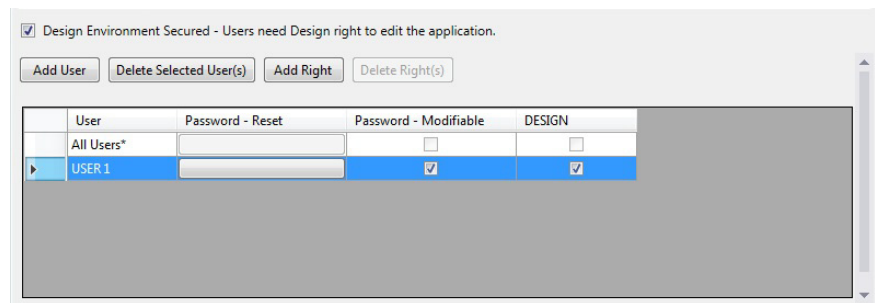 Design Environment Secured - Users need Design right to edit the application.
Add User Delete Selected User(s) Add Right Delete Right(s)
User Password - Reset Password - Modifiable DESIGN
All Users*
USER 1